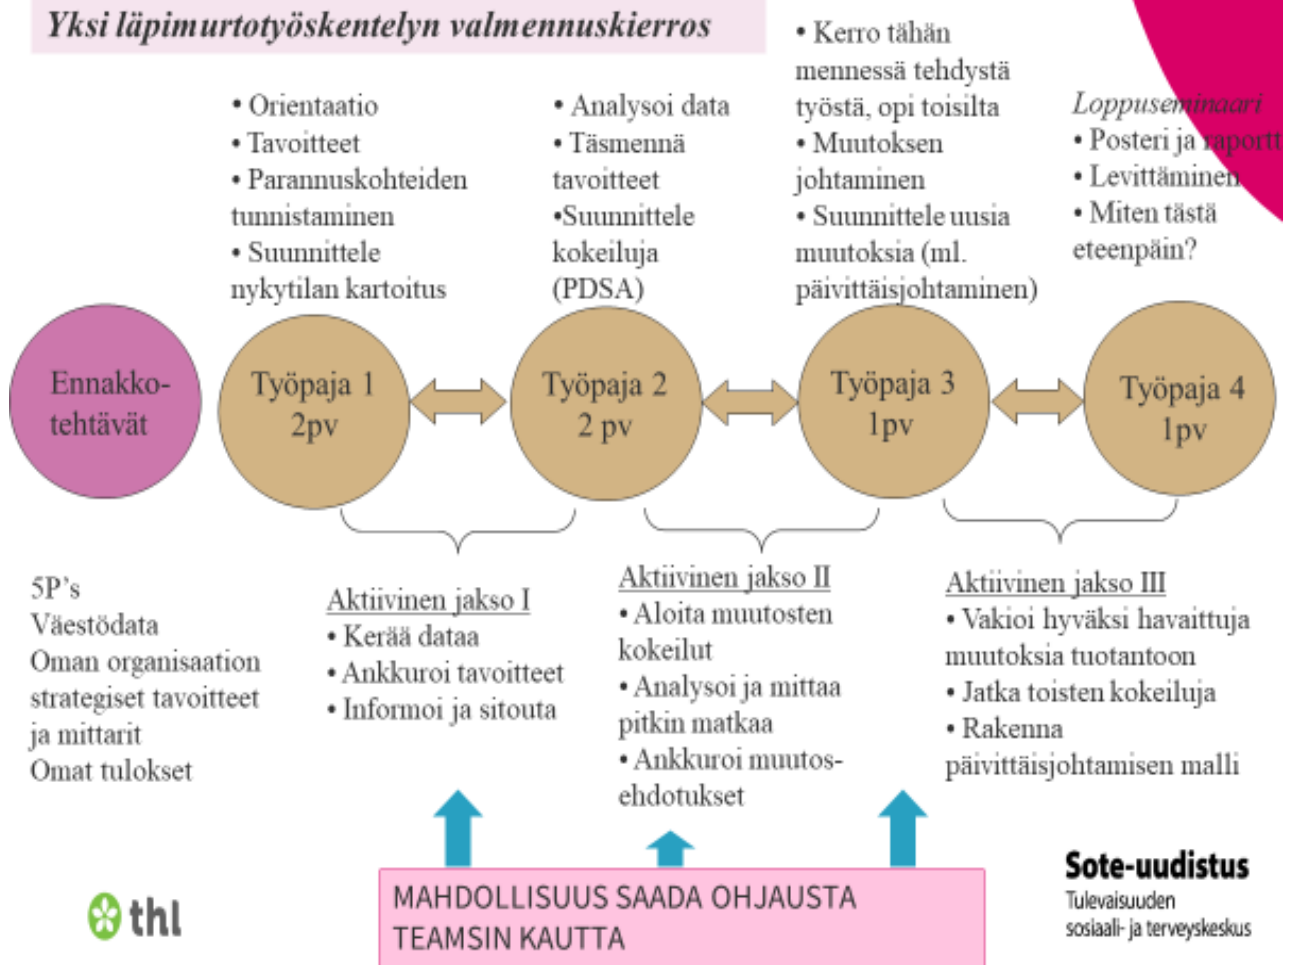 Yksi läpimurtotyöskentelyn valmennuskierros
• Orientaatio
• Tavoitteet
• Parannuskohteiden
tunnistaminen
• Suunnittele
nykytilan kartoitus
• Analysoi data
• Täsmennä
tavoitteet
•Suunnittele
kokeiluja
(PDSA)
• Kerro tähän
mennessä tehdystä
työstä, opi toisilta
• Muutoksen
johtaminen
• Suunnittele uusia
muutoksia (ml.
päivittäisjohtaminen)
Loppuseminaari
• Posteri ja raportt
• Levittäminen
• Miten tästä
eteenpäin?
Ennakko-
tehtävät
Työpaja 1
2pv
Työpaja 2
2 pv
Työpaja 3
1pv
Työpaja 4
1pv
5P’s
Väestödata
Oman organisaation
strategiset tavoitteet
ja mittarit
Omat tulokset
Aktiivinen jakso I
• Kerää dataa
• Ankkuroi tavoitteet
• Informoi ja sitouta
Aktiivinen jakso II
• Aloita muutosten
kokeilut
• Analysoi ja mittaa
pitkin matkaa
• Ankkuroi muutos-
ehdotukset
Aktiivinen jakso III
• Vakioi hyväksi havaittuja
muutoksia tuotantoon
• Jatka toisten kokeiluja
• Rakenna
päivittäisjohtamisen malli
MAHDOLLISUUS SAADA OHJAUSTA
TEAMSIN KAUTTA
thl
Sote-uudistus
Tulevaisuuden
sosiaali- ja terveyskeskus